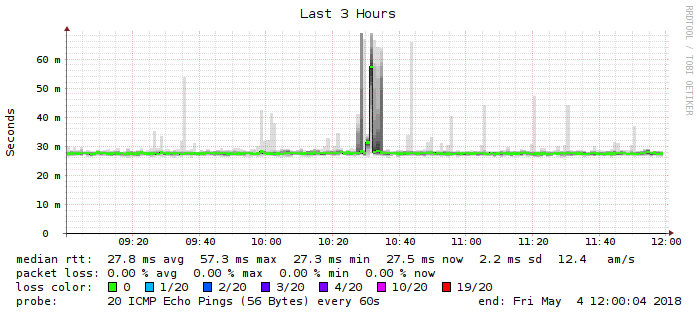 Last 3 Hours
RRDTOOL / TOBI OETIKER
Seconds
60 m
50 m
40 m
30 m
20 m
10 m
0
09:20 09:40 10:00 10:20 10:40 11:00 11:20 11:40 12:00
median rtt: 27.8 ms avg 57.3 ms max 27.3 ms min 27.5 ms now 2.2 ms sd 12.4 am/s
packet loss: 0.00 % avg 0.00 % max 0.00 % min 0.00 % now
loss color: 0 1/20 2/20 3/20 4/20 10/20 19/20
probe: 20 ICMP Echo Pings (56 Bytes) every 60s end: Fri May 4 12:00:04 2018